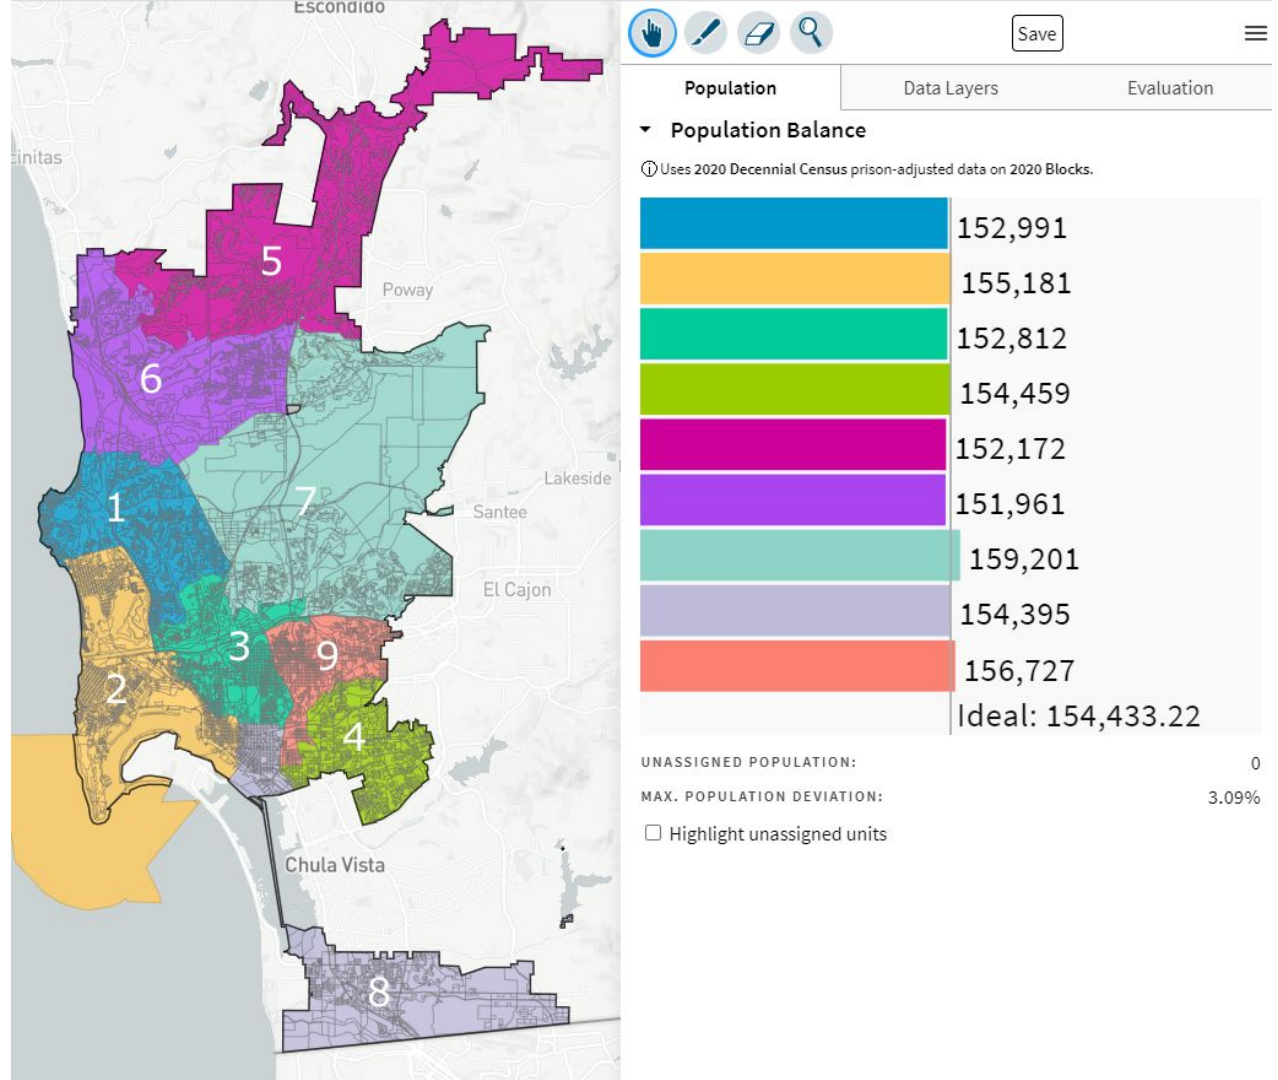 Escondido
cinitas
5
Poway
6
Lakeside
1
7
Santee
El Cajon
3
9
2
4
Chula Vista
8
Save
Population
Data Layers
Evaluation
Population Balance
Uses 2020 Decennial Census prison-adjusted data on 2020 Blocks.
152,991
155,181
152,812
154,459
152,172
151,961
159,201
154,395
156,727
Ideal: 154,433.22
UNASSIGNED POPULATION: 0
MAX. POPULATION DEVIATION: 3.09%
Highlight unassigned units